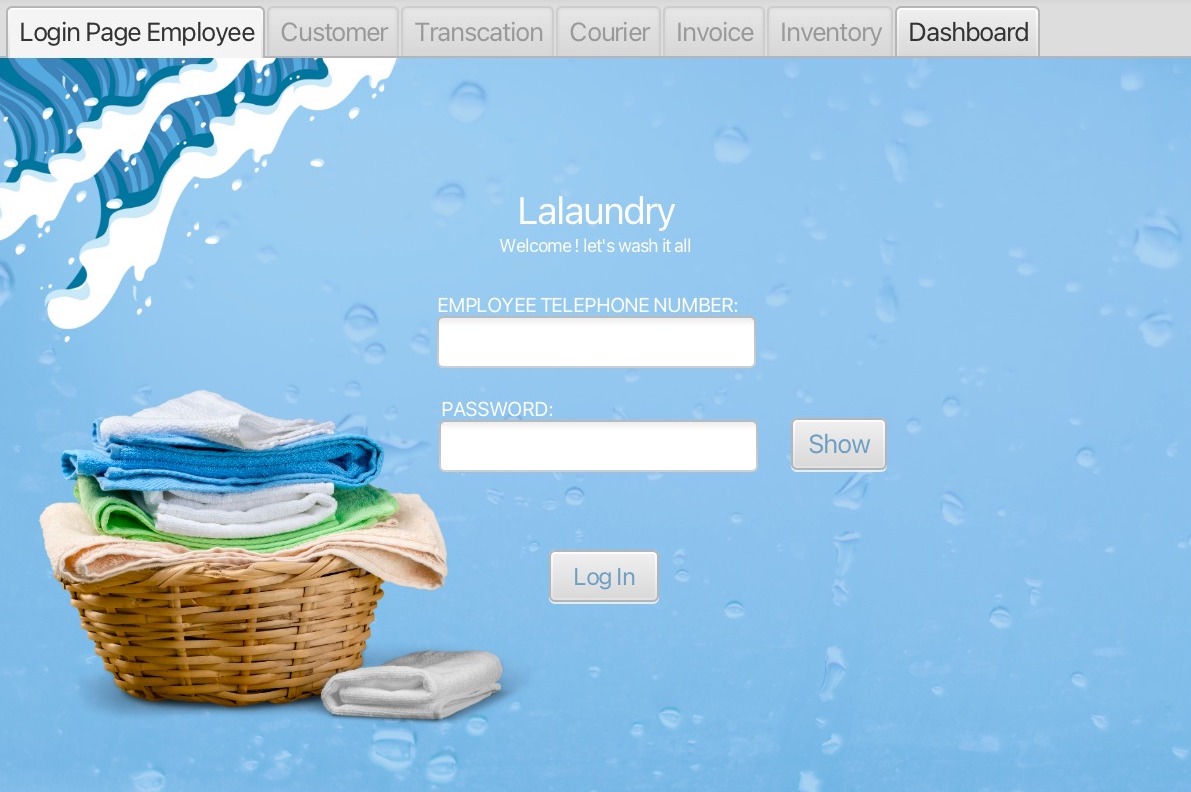 Login Page Employee Customer Transcation Courier Invoice Inventory Dashboard
Lalaundry
Welcome ! let's wash it all
EMPLOYEE TELEPHONE NUMBER:
PASSWORD:
Show
Log In